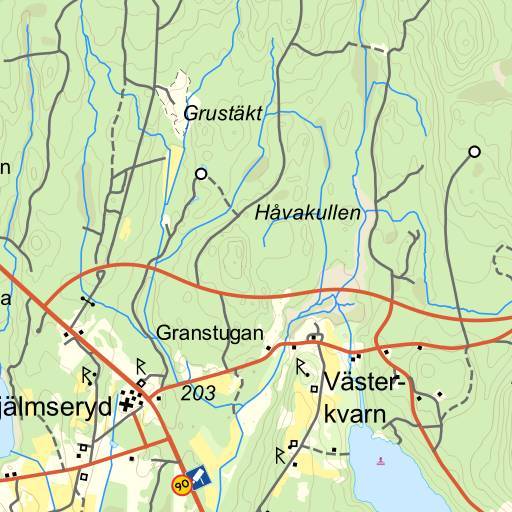 Grustäkt
n
Håvakullen
a
Granstugan
203
Väster-
kvarn
jälmseryd
90